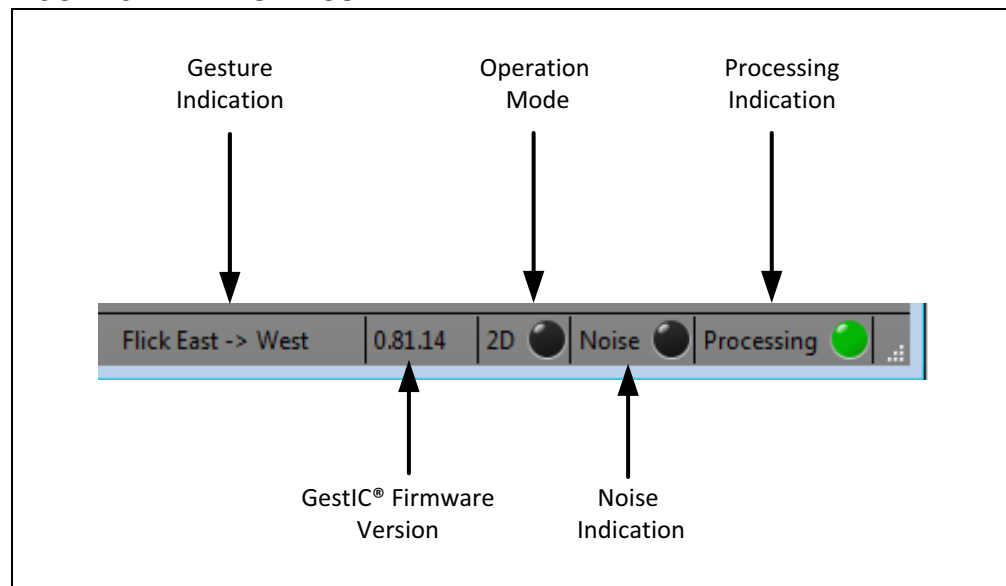 Gesture
Indication
Operation
Mode
Processing
Indication
Flick East -> West
0.81.14
2D
Noise
Processing
GestIC® Firmware
Version
Noise
Indication